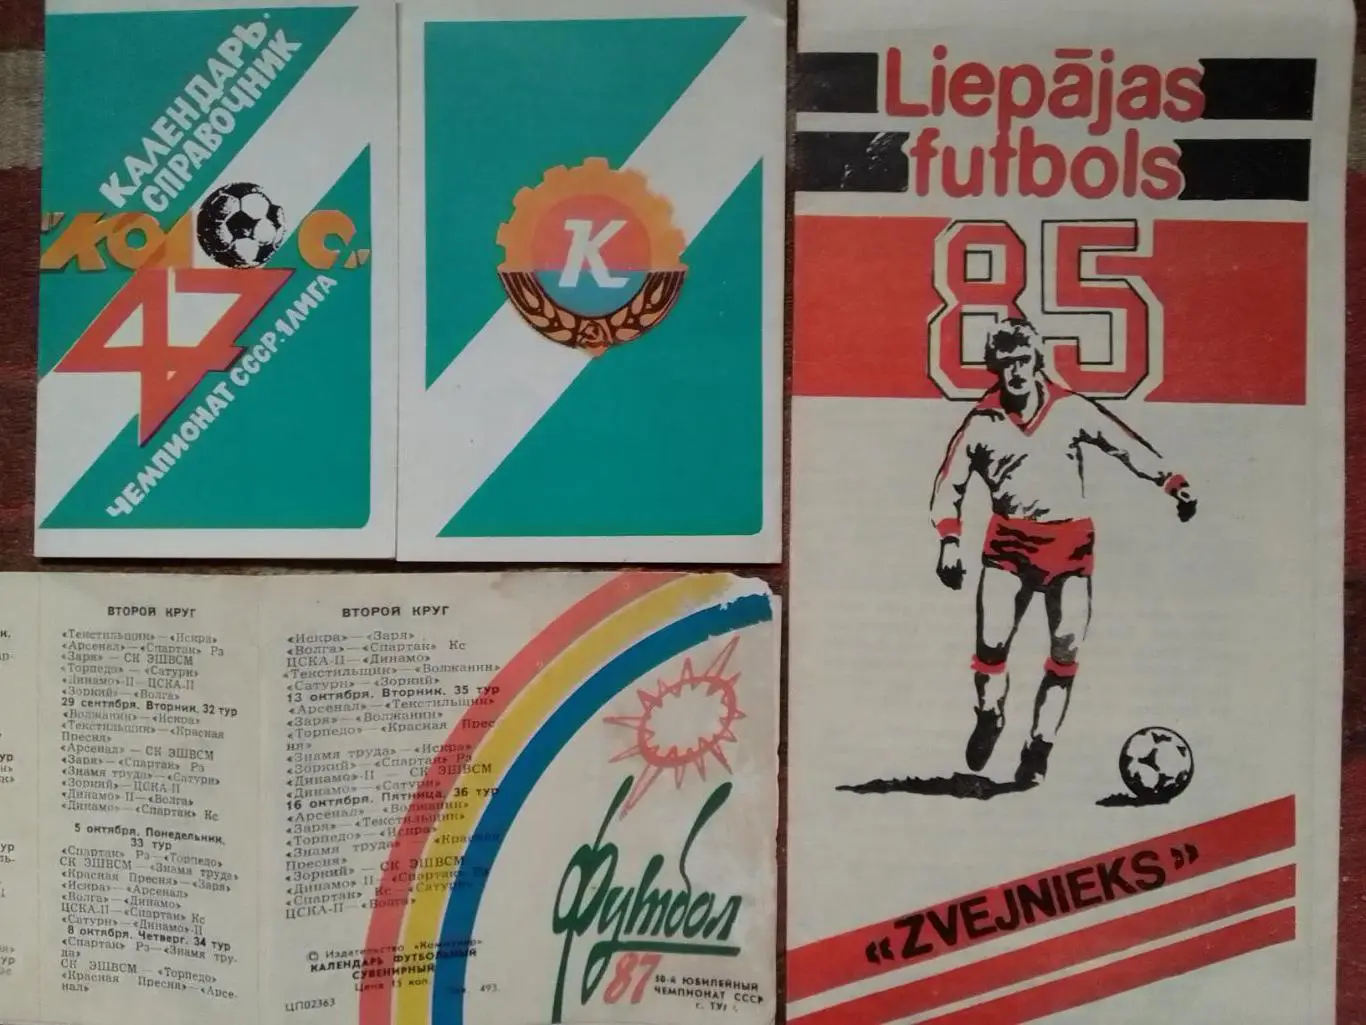 КАЛЕНДАРЬ-
СПРАВОЧНИК
"КОЛОС"
47
ЧЕМПИОНАТ СССР·1 ЛИГА
К
Liepājas
futbols
85
«ZVEJNIEKS»
ВТОРОЙ КРУГ
«Текстильщик»—«Искра»
«Арсенал»—«Спартак» Рз
«Заря»—СК ЭШВСМ
«Торпедо»—«Сатурн»
«Динамо»-II—ЦСКА-II
«Зоркий»—«Волга»
29 сентября. Вторник. 32 тур
«Волжанин»—«Искра»
«Текстильщик»—«Красная
Пресня»
«Арсенал»—СК ЭШВСМ
«Заря»—«Спартак» Рз
«Знамя труда»—«Сатурн»
«Зоркий»—ЦСКА-II
«Динамо» II—«Волга»
«Динамо»—«Спартак» Кс
5 октября. Понедельник.
33 тур
«Спартак» Рз—«Торпедо»
СК ЭШВСМ—«Знамя труда»
«Красная Пресня»—«Заря»
«Искра»—«Арсенал»
«Волга»—«Динамо»
ЦСКА-II—«Спартак» Кс
«Сатурн»—«Динамо»-II
8 октября. Четверг. 34 тур
«Спартак» Рз—«Знамя тру-
да»
СК ЭШВСМ—«Торпедо»
«Красная Пресня»—«Арсе-
нал»
ВТОРОЙ КРУГ
«Искра»—«Заря»
«Волга»—«Спартак» Кс
ЦСКА-II—«Динамо»
«Текстильщик»—«Волжанин»
«Сатурн»—«Зоркий»
13 октября. Вторник. 35 тур
«Арсенал»—«Текстильщик»
«Заря»—«Волжанин»
«Торпедо»—«Красная Прес
ня»
«Знамя труда»—«Искра»
«Зоркий»—«Спартак» Рз
«Динамо»-II—СК ЭШВСМ
«Динамо»—«Сатурн»
16 октября. Пятница. 36 тур
«Арсенал»—«Волжанин»
«Заря»—«Текстильщик»
«Торпедо»—«Искра»
«Знамя труда»—«Красная
Пресня»
«Зоркий»—СК ЭШВСМ
«Динамо» II—«Спартак» Рз
«Спартак» Кс—«Сатурн»
ЦСКА-II—«Волга»
© Издательство «Коммунар»
КАЛЕНДАРЬ ФУТБОЛЬНЫЙ
СУВЕНИРНЫЙ
Цена 15 коп. 493.
ЦП02363
Футбол
87
50-й ЮБИЛЕЙНЫЙ
ЧЕМПИОНАТ СССР